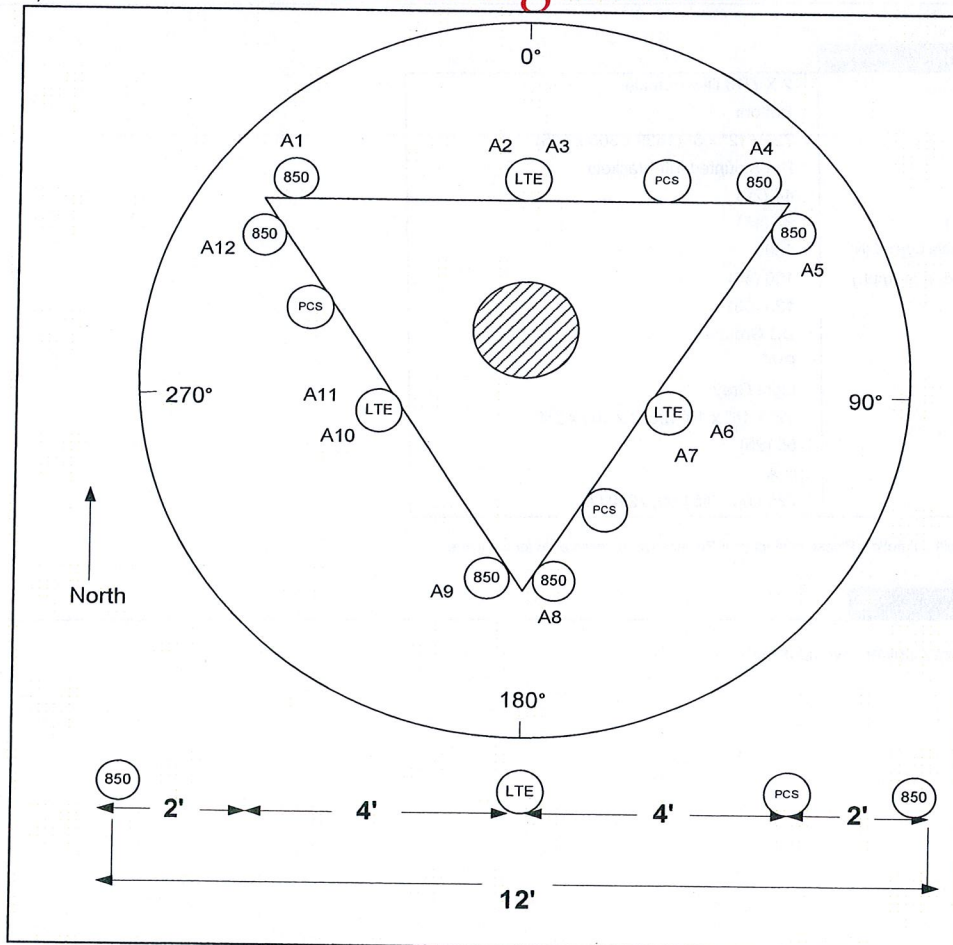 0°
A1
A2
A3
A4
850
LTE
PCS
850
A12
850
850
A5
PCS
270°
90°
A11
LTE
LTE
A6
A10
A7
PCS
North
A9
850
850
A8
180°
850
LTE
PCS
850
2'
4'
4'
2'
12'